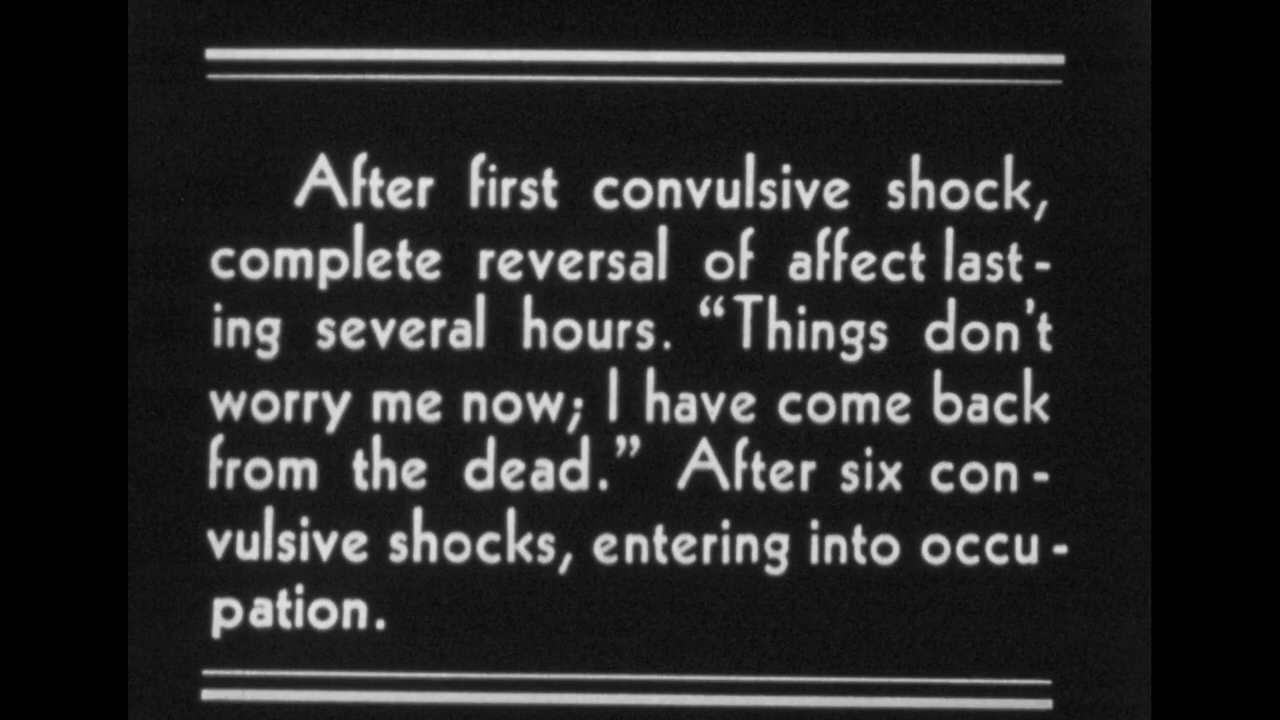 After first convulsive shock,
complete reversal of affect last-
ing several hours. “Things don't
worry me now; I have come back
from the dead.” After six con-
vulsive shocks, entering into occu-
pation.